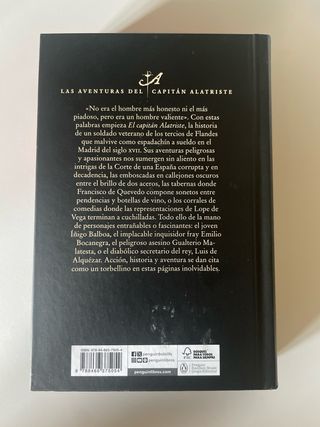 LAS AVENTURAS DEL CAPITÁN ALATRISTE
«No era el hombre más honesto ni el más
piadoso, pero era un hombre valiente». Con estas
palabras empieza El capitán Alatriste, la historia
de un soldado veterano de los tercios de Flandes
que malvive como espadachín a sueldo en el
Madrid del siglo XVII. Sus aventuras peligrosas
y apasionantes nos sumergen sin aliento en las
intrigas de la Corte de una España corrupta y en
decadencia, las emboscadas en callejones oscuros
entre el brillo de dos aceros, las tabernas donde
Francisco de Quevedo compone sonetos entre
pendencias y botellas de vino, o los corrales de
comedias donde las representaciones de Lope de
Vega terminan a cuchilladas. Todo ello de la mano
de personajes entrañables o fascinantes: el joven
Íñigo Balboa, el implacable inquisidor fray Emilio
Bocanegra, el peligroso asesino Gualterio Ma-
latesta, o el diabólico secretario del rey, Luis de
Alquézar. Acción, historia y aventura se dan cita
como un torbellino en estas páginas inolvidables.
penguinlibros.com